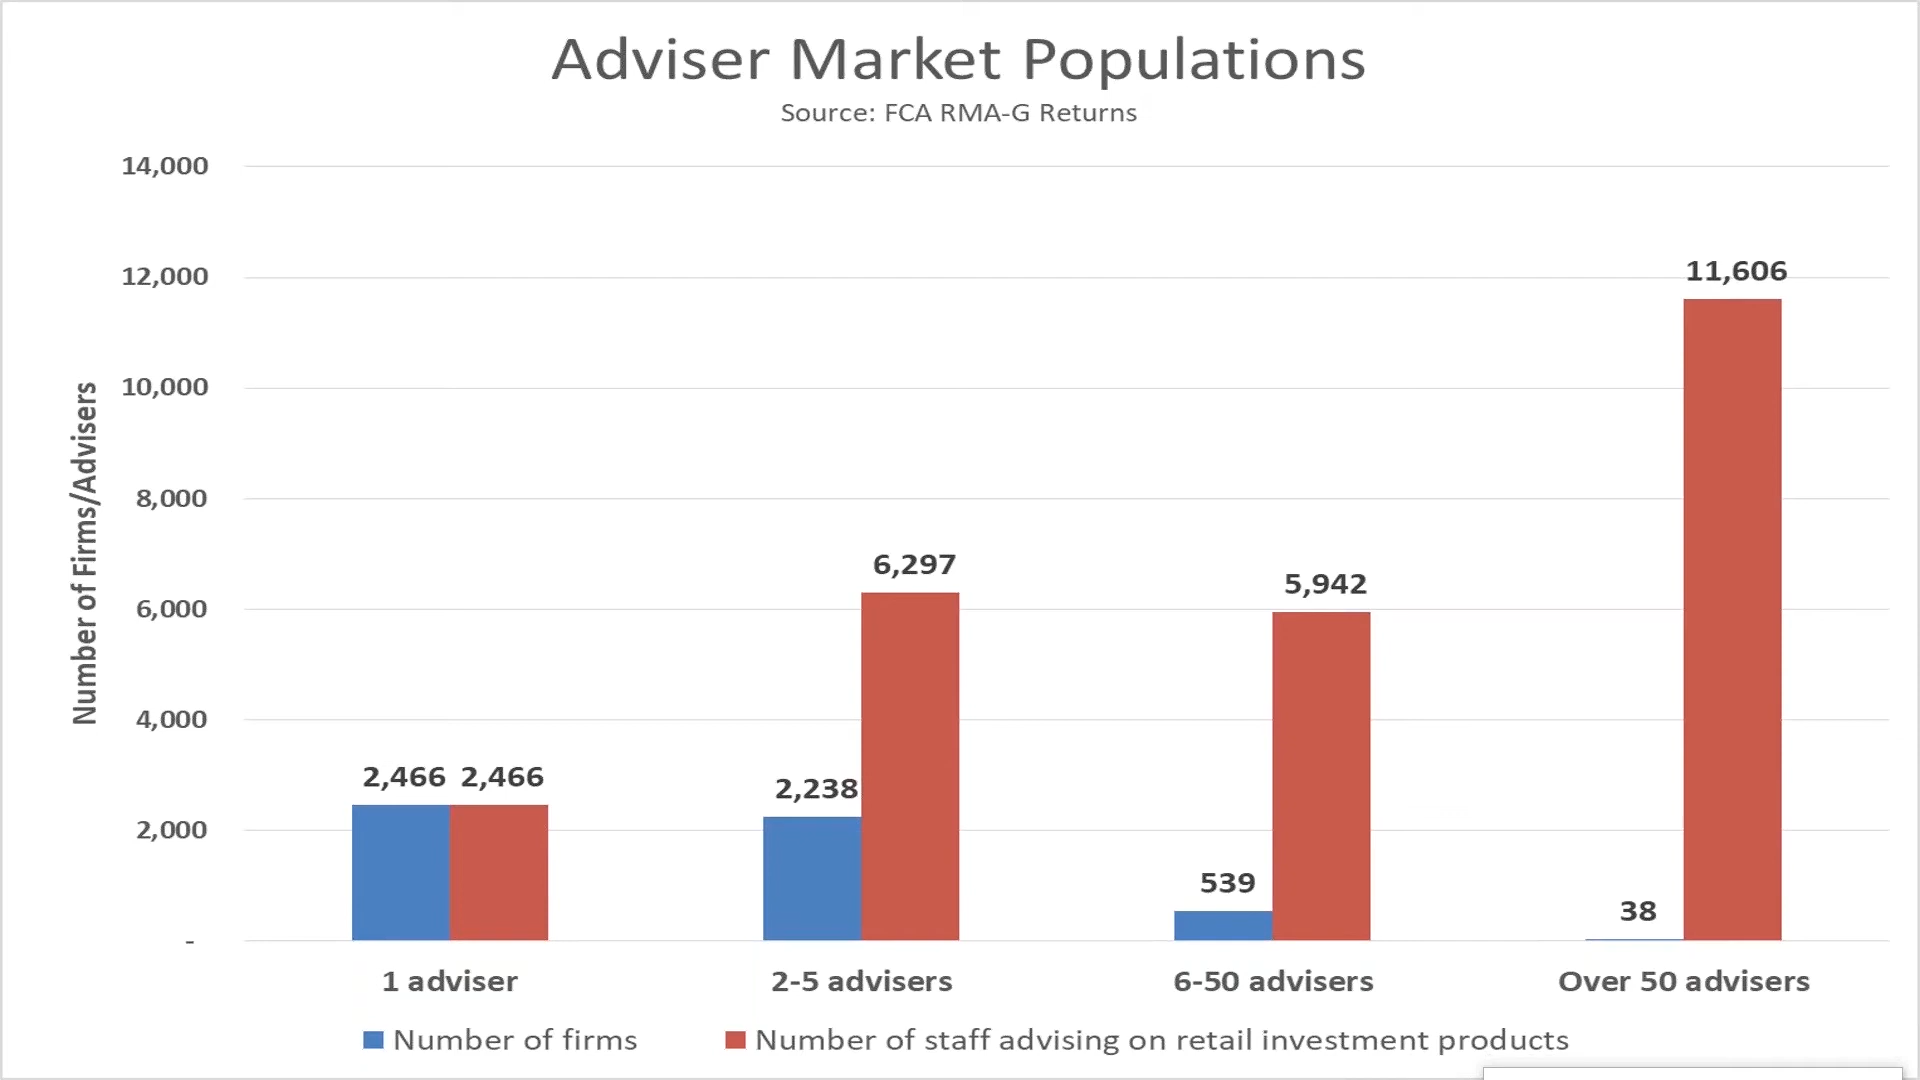 Adviser Market Populations
Source: FCA RMA-G Returns
Number of Firms/Advisers
14,000
12,000
10,000
8,000
6,000
4,000
2,000
-
2,466 2,466
2,238 6,297
539 5,942
38 11,606
1 adviser 2-5 advisers 6-50 advisers Over 50 advisers
Number of firms Number of staff advising on retail investment products